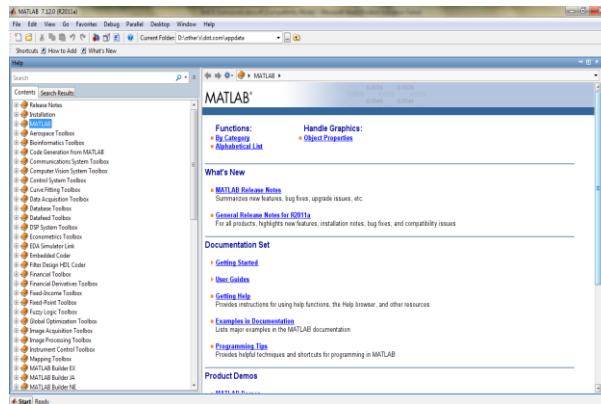 MATLAB 7.12.0 (R2011a)
File Edit View Go Favorites Debug Parallel Desktop Window Help
Current Folder:
Shortcuts How to Add What's New
Help
Search
Contents Search Results
Release Notes
Installation
MATLAB
Aerospace Toolbox
Bioinformatics Toolbox
Code Generation from MATLAB
Communications System Toolbox
Computer Vision System Toolbox
Control System Toolbox
Curve Fitting Toolbox
Data Acquisition Toolbox
Database Toolbox
Datafeed Toolbox
DSP System Toolbox
Econometrics Toolbox
EDA Simulator Link
Embedded Coder
Filter Design HDL Coder
Financial Toolbox
Financial Derivatives Toolbox
Fixed-Income Toolbox
Fixed-Point Toolbox
Fuzzy Logic Toolbox
Global Optimization Toolbox
Image Acquisition Toolbox
Image Processing Toolbox
Instrument Control Toolbox
Mapping Toolbox
MATLAB Builder EX
MATLAB Builder JA
MATLAB Builder NE
MATLAB
MATLAB®
Functions:
By Category
Alphabetical List
Handle Graphics:
Object Properties
What's New
MATLAB Release Notes
Summarizes new features, bug fixes, upgrade issues, etc.
General Release Notes for R2011a
For all products, highlights new features, installation notes, bug fixes, and compatibility issues
Documentation Set
Getting Started
User Guides
Getting Help
Provides instructions for using help functions, the Help browser, and other resources
Examples in Documentation
Lists major examples in the MATLAB documentation
Programming Tips
Provides helpful techniques and shortcuts for programming in MATLAB
Product Demos
MATLAB Demos
Start Ready